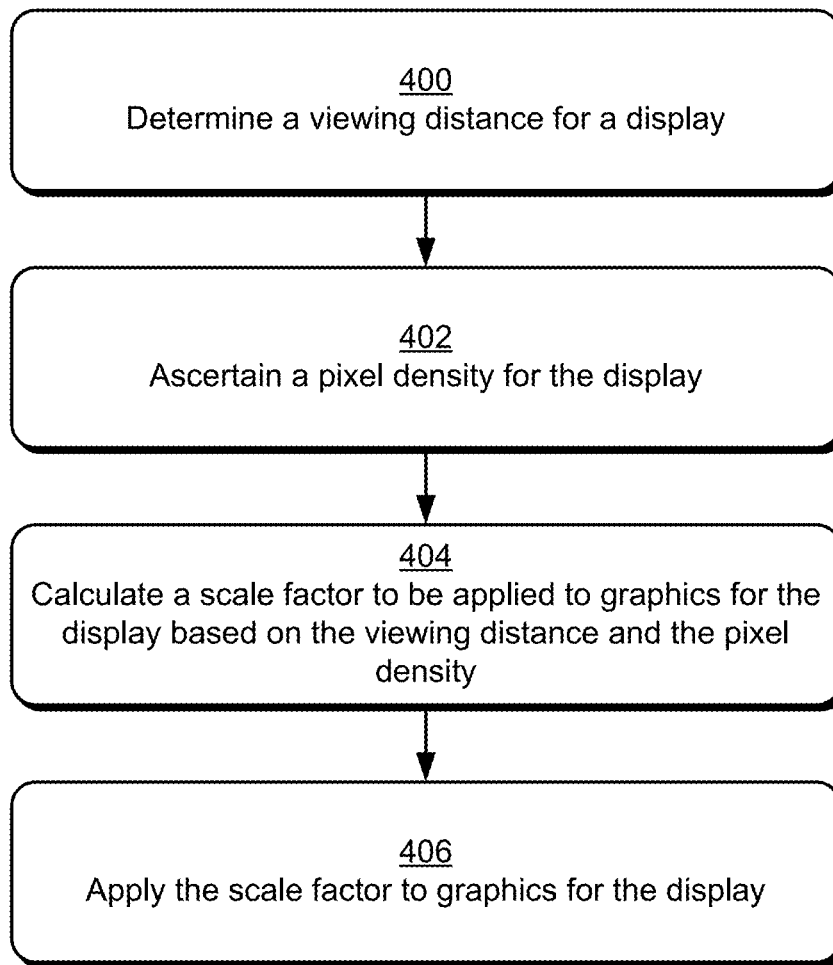 400
Determine a viewing distance for a display
402
Ascertain a pixel density for the display
404
Calculate a scale factor to be applied to graphics for the
display based on the viewing distance and the pixel
density
406
Apply the scale factor to graphics for the display